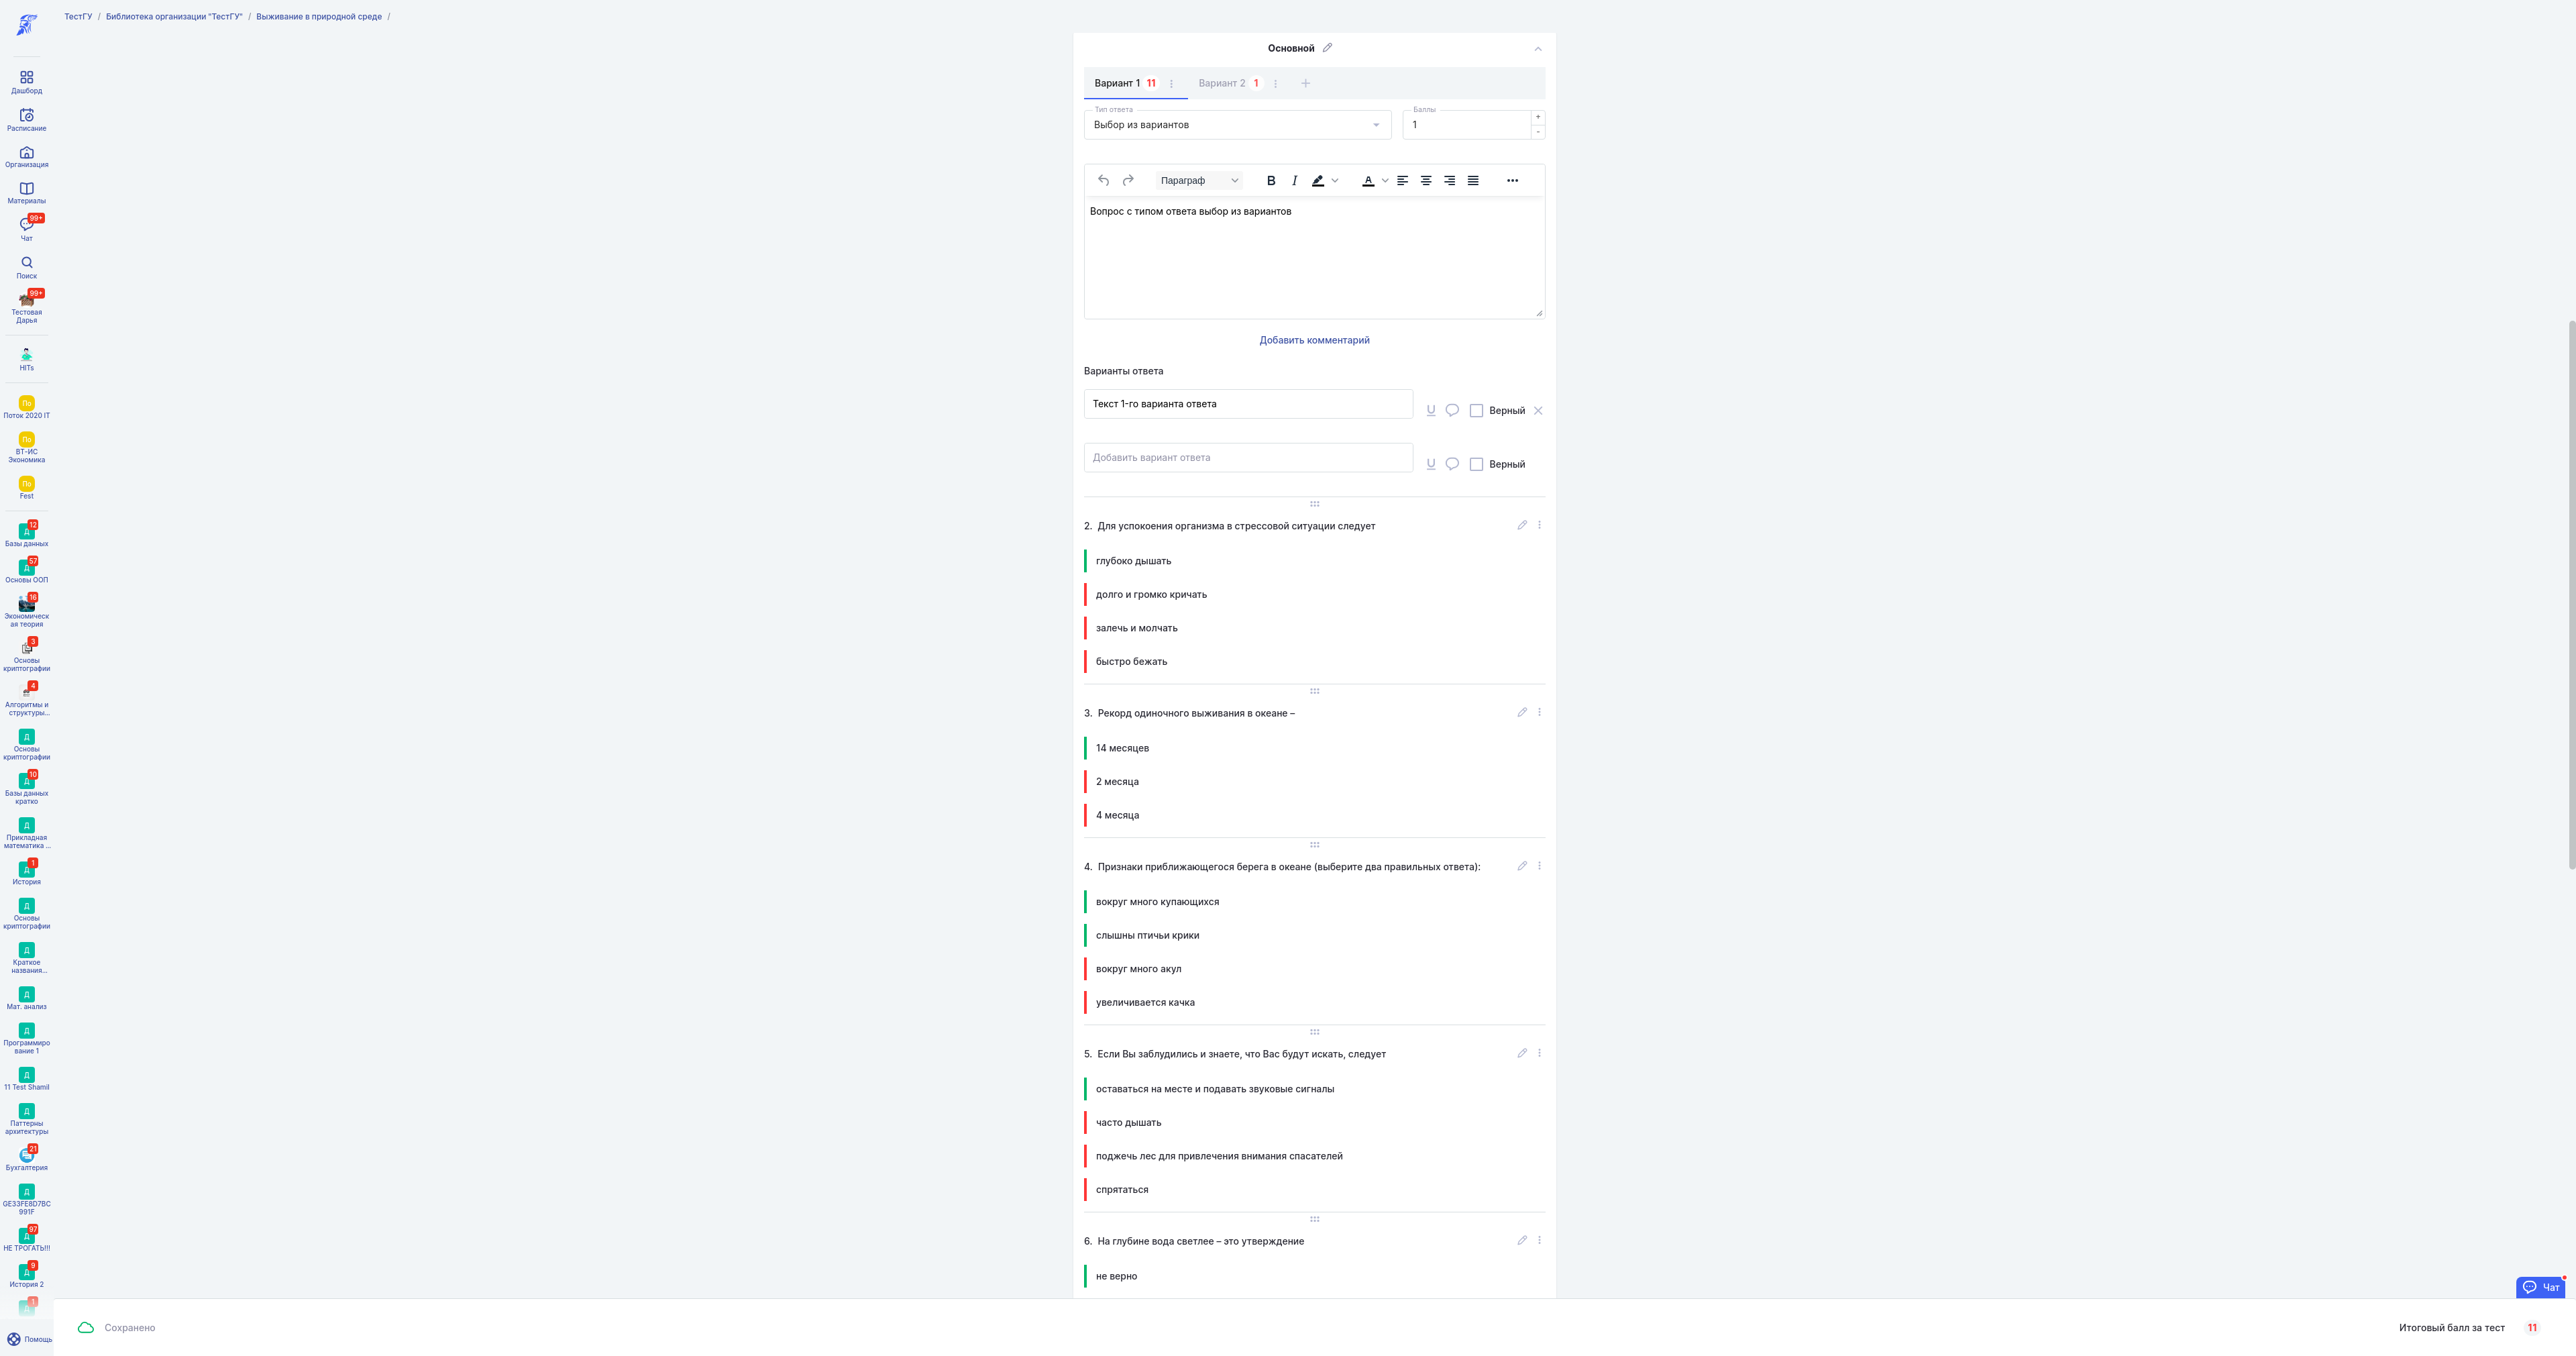 ТестГУ / Библиотека организации "ТестГУ" / Выживание в природной среде /
Дашборд
Расписание
Организация
Материалы
99+
Чат
Поиск
99+
Тестовая
Дарья
HITs
По
Поток 2020 IT
По
ВТ-ИС
Экономика
По
Fest
12
Д
Базы данных
57
Д
Основы ООП
16
Экономическ
ая теория
3
Основы
криптографии
4
Алгоритмы и
структуры...
Д
Основы
криптографии
10
Д
Базы данных
кратко
Д
Прикладная
математика ...
1
Д
История
Д
Основы
криптографии
Д
Краткое
названия...
Д
Мат. анализ
Д
Программиро
вание 1
Д
11 Test Shamil
Д
Паттерны
архитектуры
21
Бухгалтерия
Д
GE33FE8D7BC
991F
97
Д
НЕ ТРОГАТЬ!!!
9
Д
История 2
1
Д
Помощь
Основной
Вариант 1 11
Вариант 2 1
Тип ответа
Выбор из вариантов
Баллы
1
+
-
Параграф
B I A
Вопрос с типом ответа выбор из вариантов
Добавить комментарий
Варианты ответа
Текст 1-го варианта ответа
Верный
Добавить вариант ответа
Верный
2. Для успокоения организма в стрессовой ситуации следует
глубоко дышать
долго и громко кричать
залечь и молчать
быстро бежать
3. Рекорд одиночного выживания в океане –
14 месяцев
2 месяца
4 месяца
4. Признаки приближающегося берега в океане (выберите два правильных ответа):
вокруг много купающихся
слышны птичьи крики
вокруг много акул
увеличивается качка
5. Если Вы заблудились и знаете, что Вас будут искать, следует
оставаться на месте и подавать звуковые сигналы
часто дышать
поджечь лес для привлечения внимания спасателей
спрятаться
6. На глубине вода светлее – это утверждение
не верно
Чат
Сохранено
Итоговый балл за тест 11